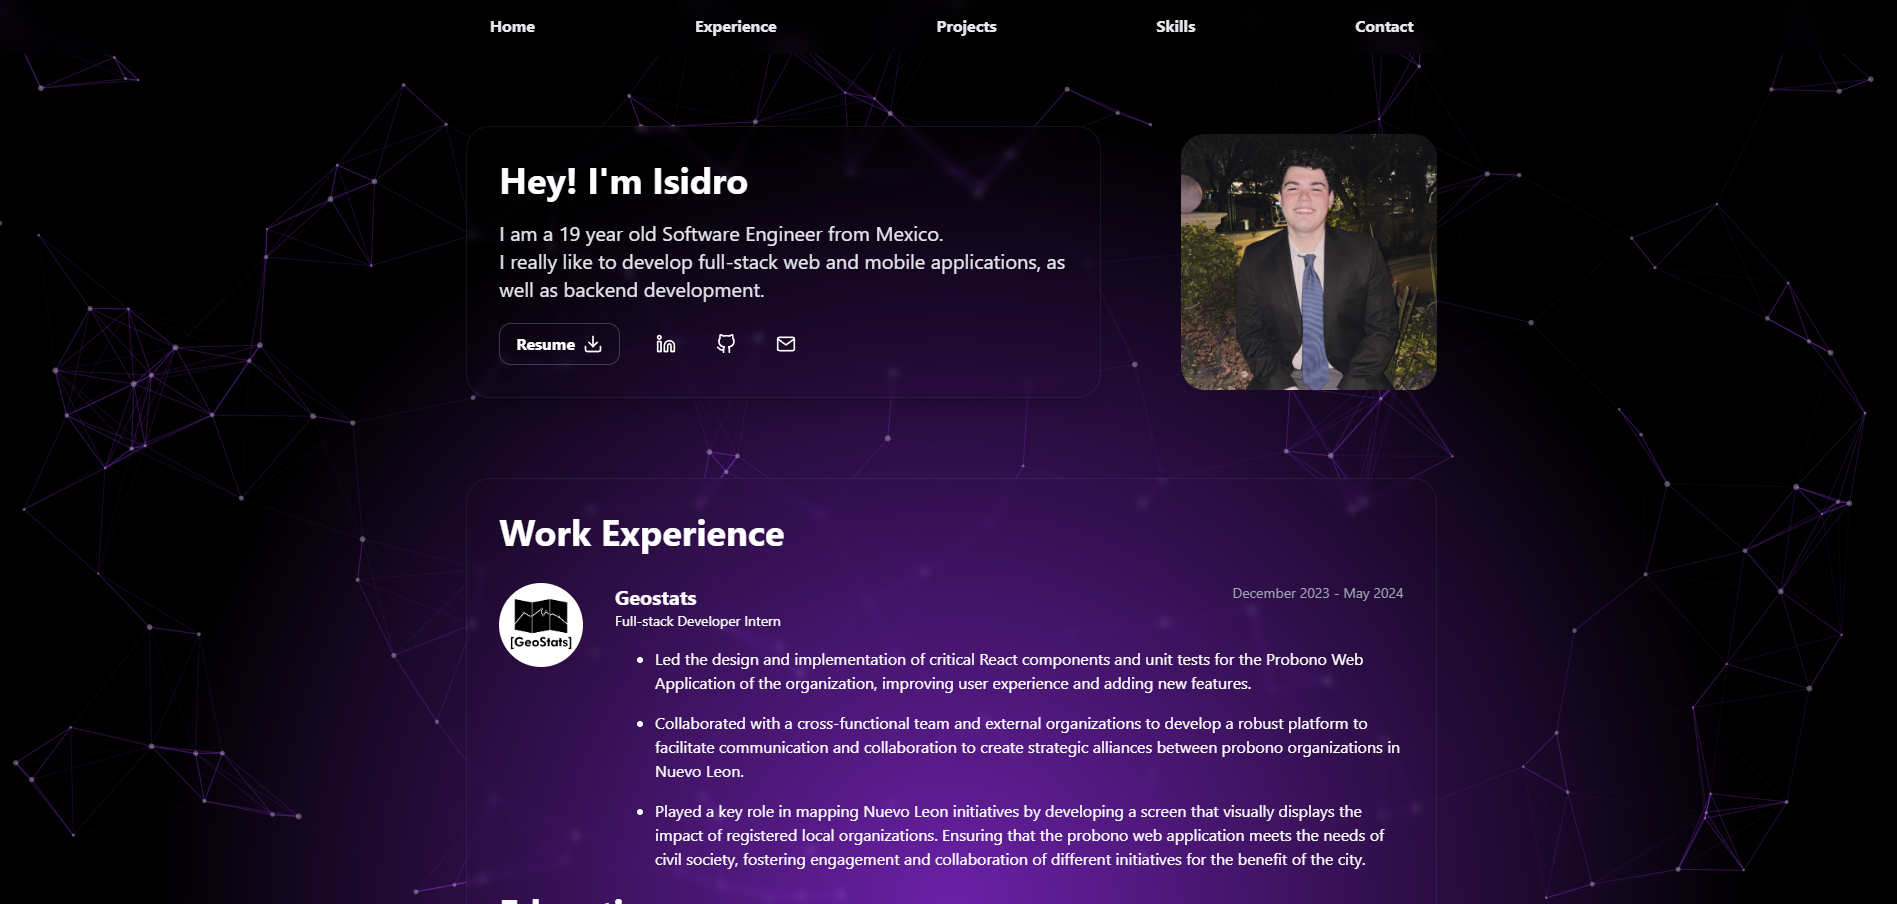 Home Experience Projects Skills Contact
Hey! I'm Isidro
I am a 19 year old Software Engineer from Mexico.
I really like to develop full-stack web and mobile applications, as
well as backend development.
Resume
Work Experience
[GeoStats]
Geostats
December 2023 - May 2024
Full-stack Developer Intern
• Led the design and implementation of critical React components and unit tests for the Probono Web
Application of the organization, improving user experience and adding new features.
• Collaborated with a cross-functional team and external organizations to develop a robust platform to
facilitate communication and collaboration to create strategic alliances between probono organizations in
Nuevo Leon.
• Played a key role in mapping Nuevo Leon initiatives by developing a screen that visually displays the
impact of registered local organizations. Ensuring that the probono web application meets the needs of
civil society, fostering engagement and collaboration of different initiatives for the benefit of the city.